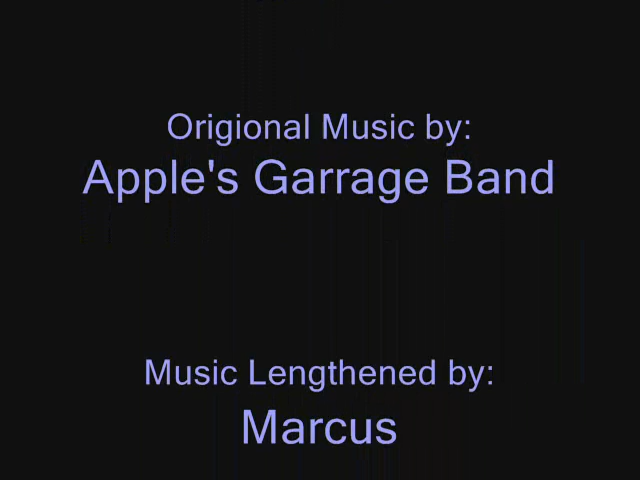 Origional Music by:
Apple's Garrage Band
Music Lengthened by:
Marcus